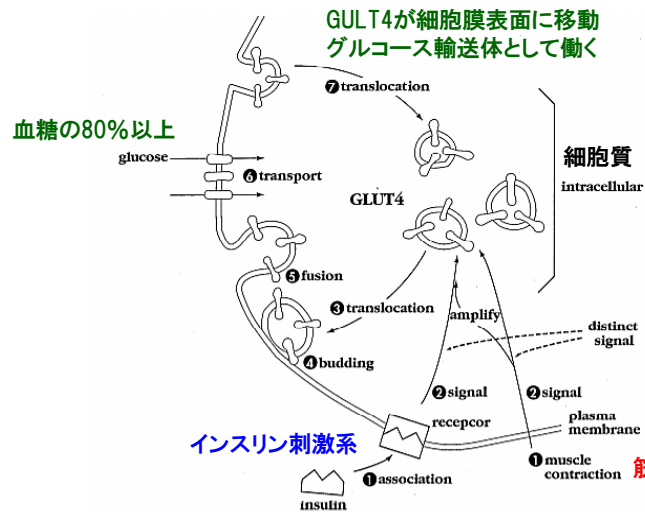 GULT4が細胞膜表面に移動
グルコース輸送体として働く
❼translocation
血糖の80%以上
glucose
❻transport
細胞質
intracellular
GLUT4
❺fusion
❸translocation
amplify
distinct
signal
❹budding
❷signal
❷signal
recepcor
plasma
membrane
インスリン刺激系
❶association
insulin
❶muscle
contraction
筋